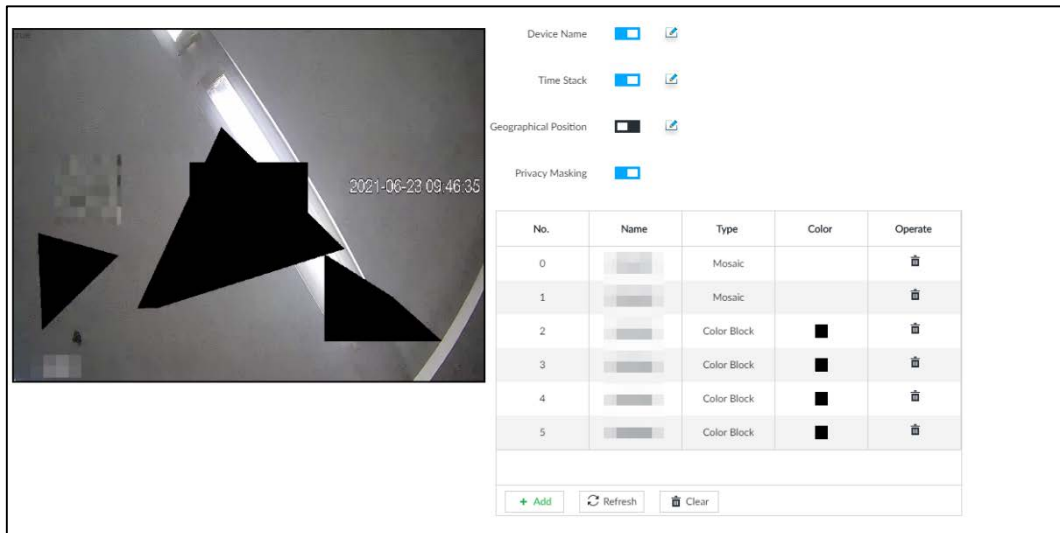 true
2021-06-23 09:46:35
Device Name
Time Stack
Geographical Position
Privacy Masking
No. Name Type Color Operate
0 Mosaic
1 Mosaic
2 Color Block
3 Color Block
4 Color Block
5 Color Block
+ Add Refresh Clear